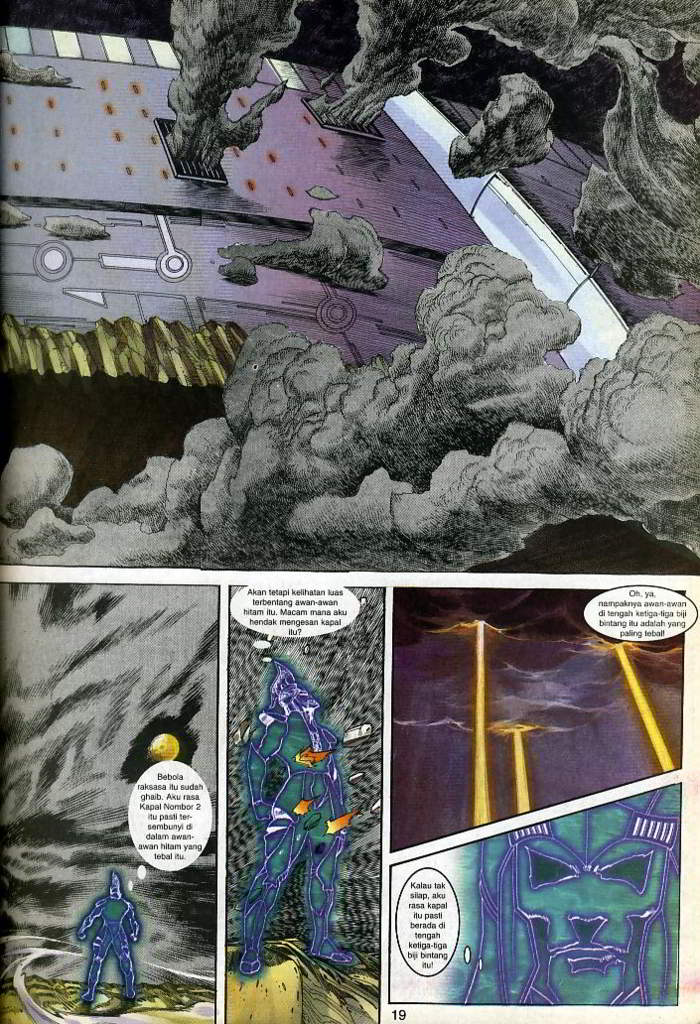 Bebola
raksasa itu sudah
ghaib. Aku rasa
Kapal Nombor 2
itu pasti ter-
sembunyi di
dalam awan-
awan hitam yang
tebal itu.
Akan tetapi kelihatan luas
terbentang awan-awan
hitam itu. Macam mana aku
hendak mengesan kapal
itu?
Oh, ya,
nampaknya awan-awan
di tengah ketiga-tiga biji
bintang itu adalah yang
paling tebal!
Kalau tak
silap, aku
rasa kapal
itu pasti
berada di
tengah
ketiga-tiga
biji bintang
itu!
19